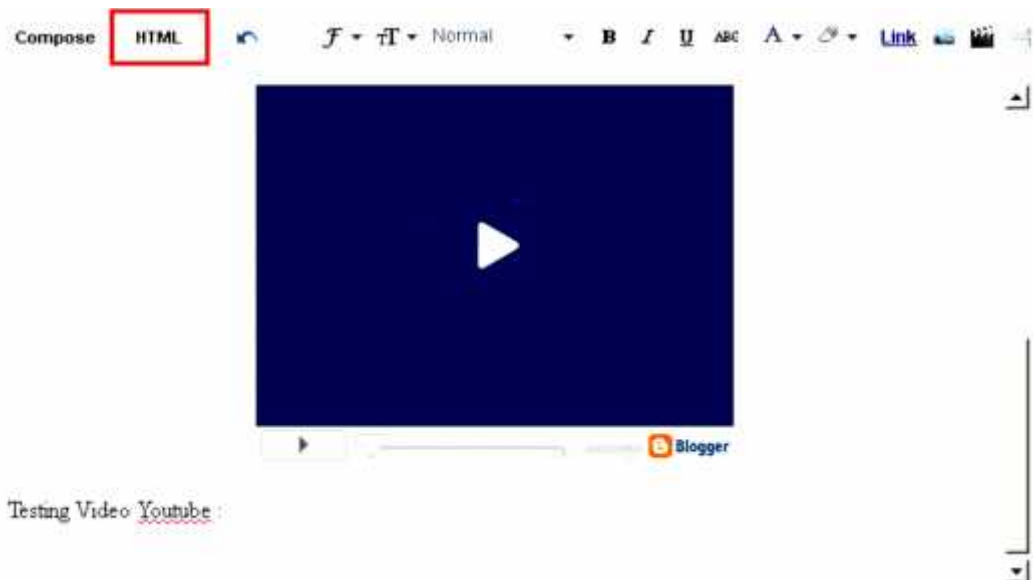 Compose HTML F T Normal B I U ABC A Link
Blogger
Testing Video Youtube :